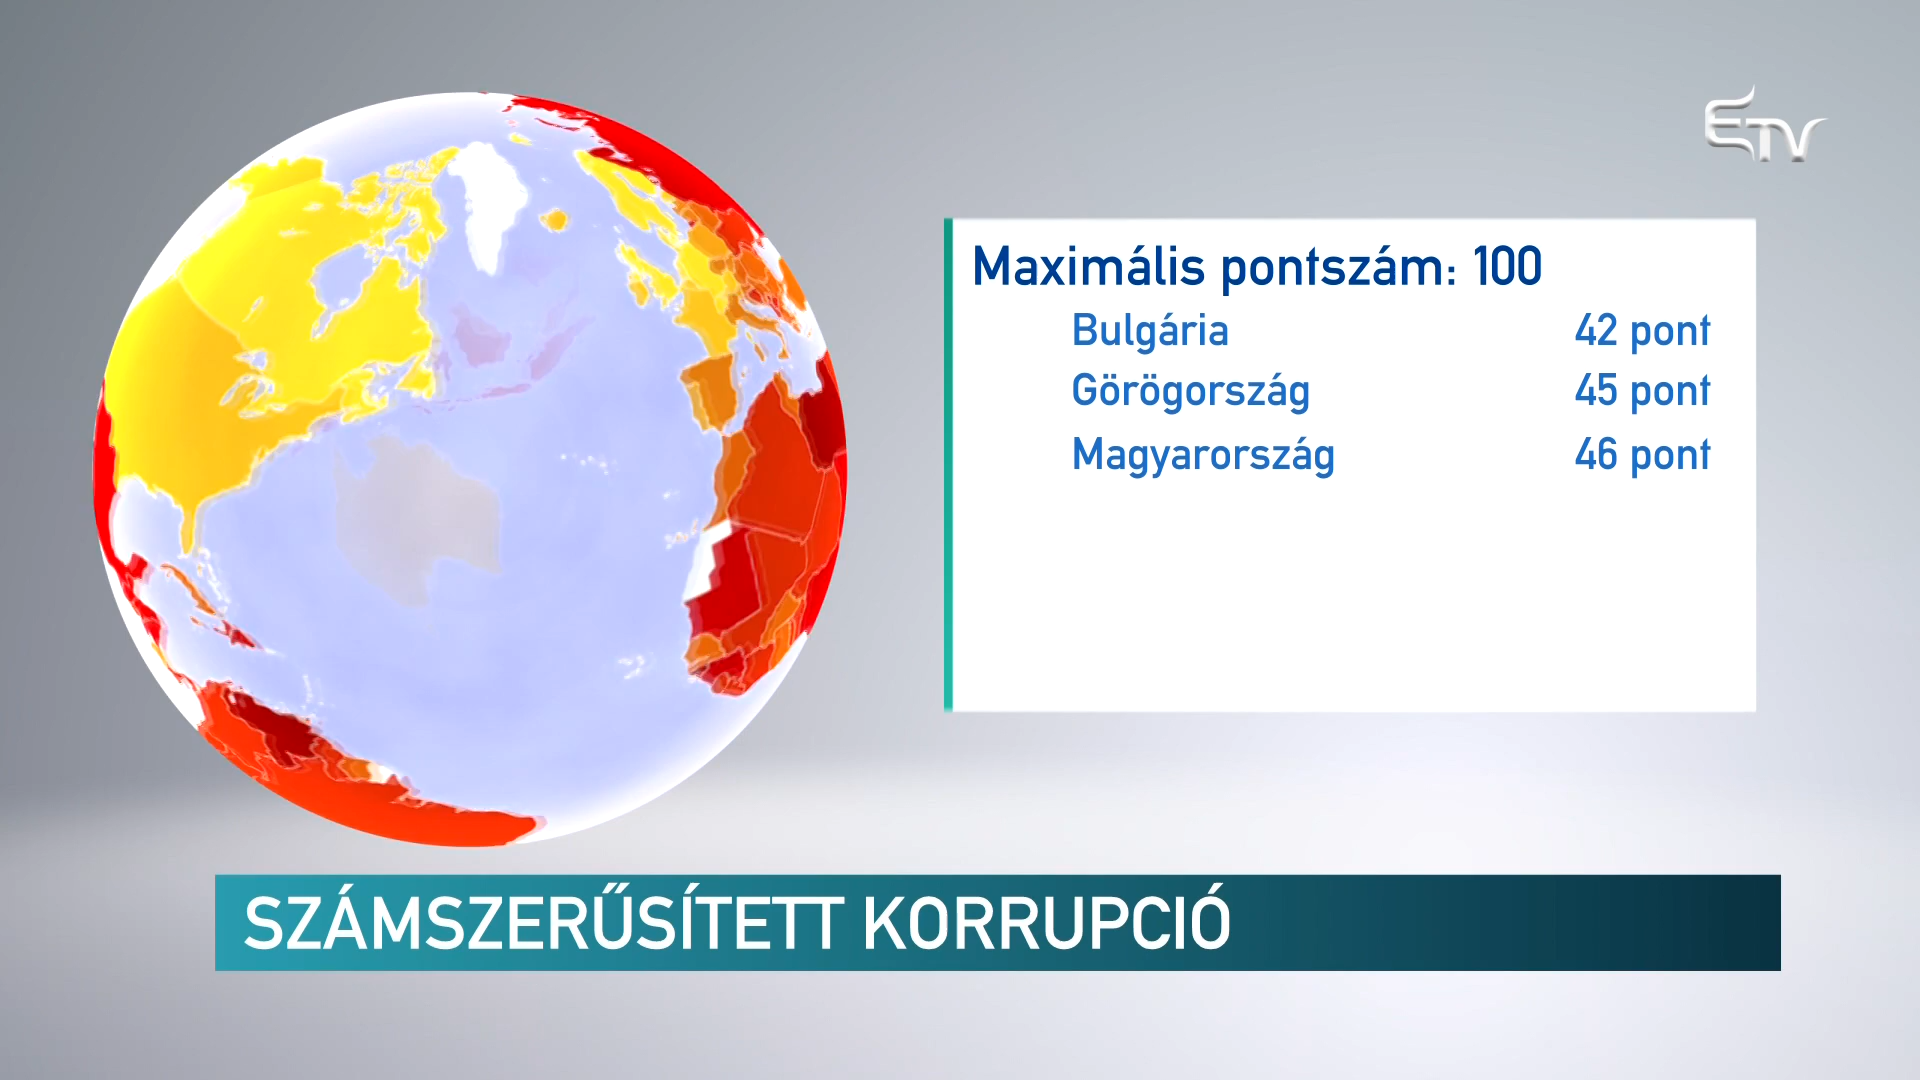 ETV
Maximális pontszám: 100
Bulgária 42 pont
Görögország 45 pont
Magyarország 46 pont
SZÁMSZERŰSÍTETT KORRUPCIÓ